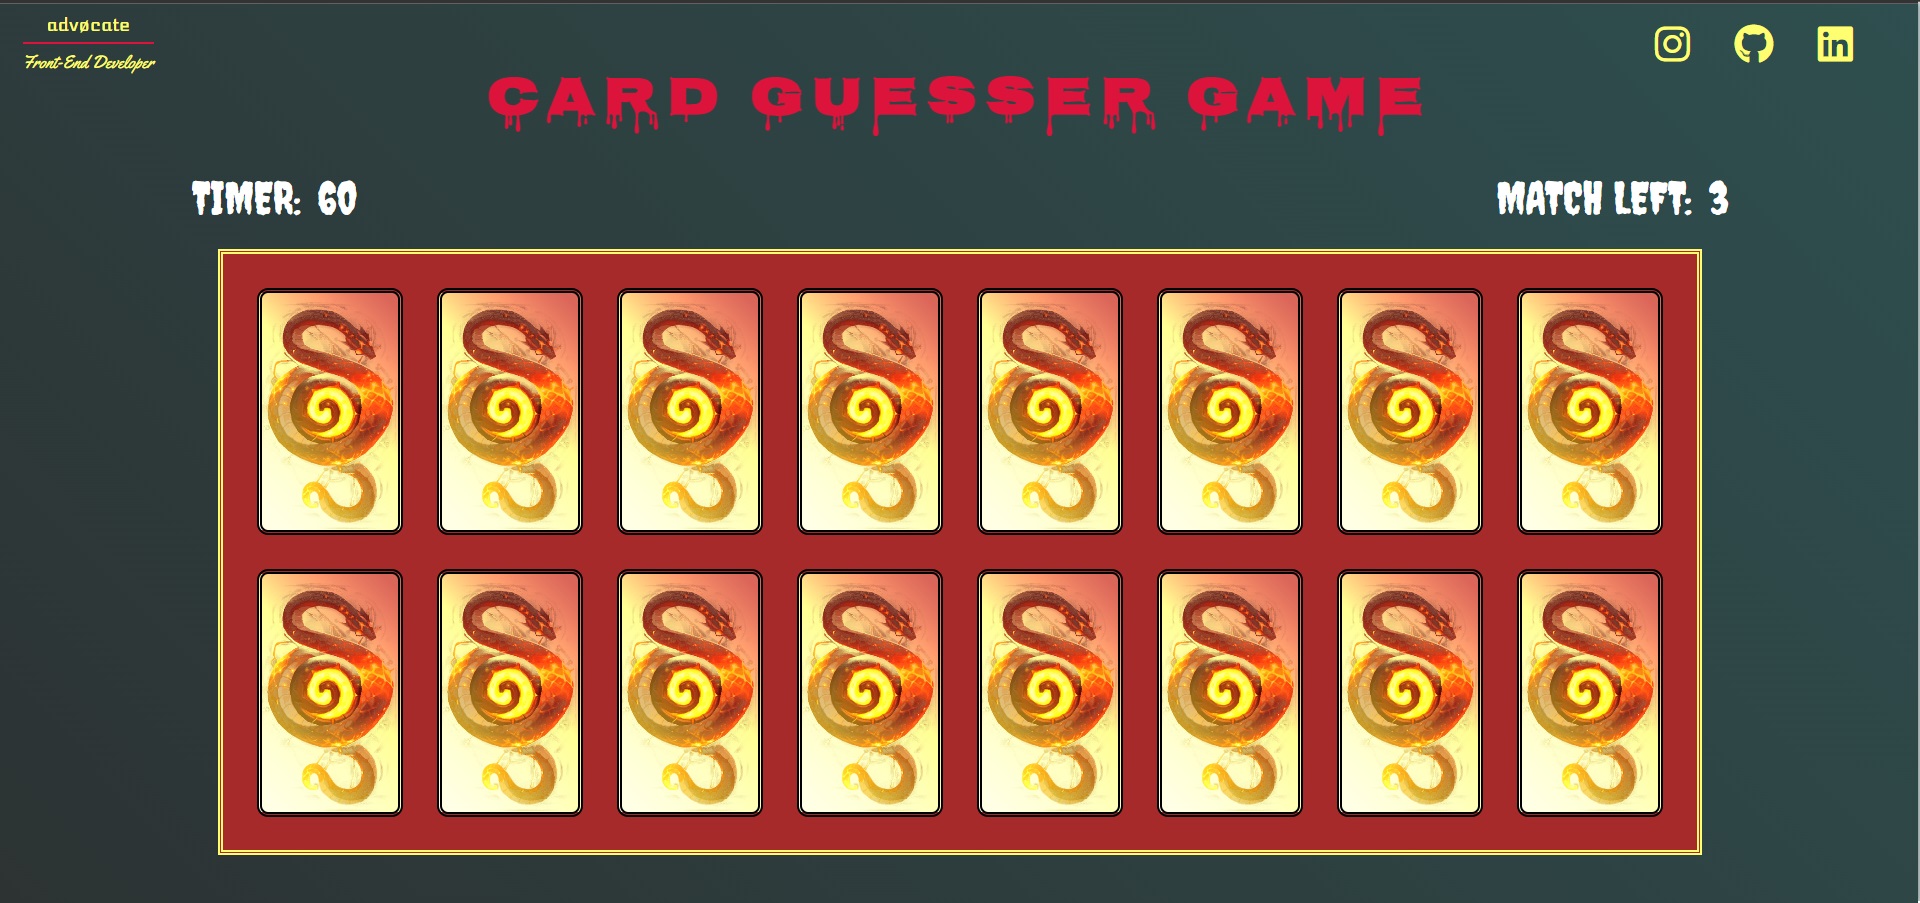 advøcate
Front-End Developer
CARD GUESSER GAME
TIMER: 60
MATCH LEFT: 3